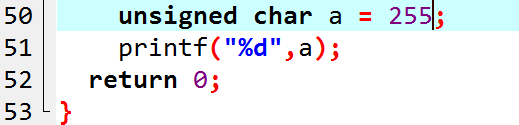 50 unsigned char a = 255;
51 printf("%d",a);
52 return 0;
53 }